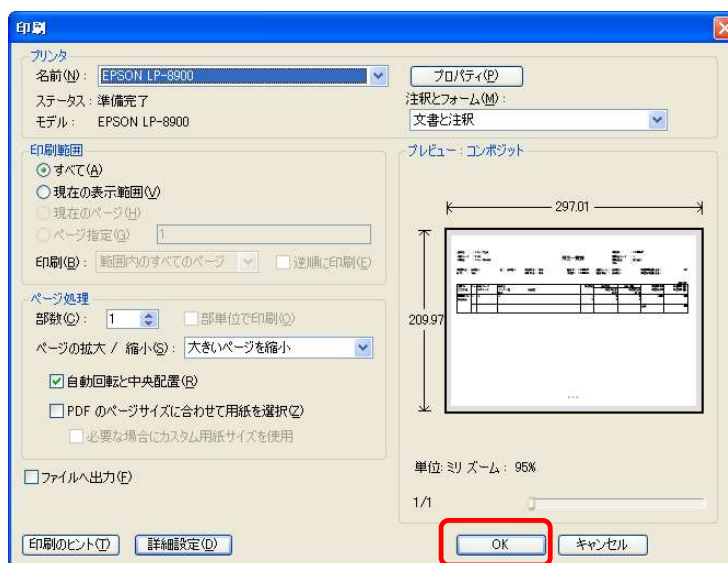 印刷
プリンタ
名前(N): EPSON LP-8900
プロパティ(P)
ステータス: 準備完了
注釈とフォーム(M):
モデル: EPSON LP-8900
文書と注釈
印刷範囲
すべて(A)
現在の表示範囲(V)
現在のページ(H)
ページ指定(G) 1
印刷(B): 範囲内のすべてのページ
逆順に印刷(E)
ページ処理
部数(C): 1
部単位で印刷(O)
ページの拡大 / 縮小(S): 大きいページを縮小
自動回転と中央配置(R)
PDF のページサイズに合わせて用紙を選択(Z)
必要な場合にカスタム用紙サイズを使用
ファイルへ出力(F)
プレビュー: コンポジット
297.01
209.97
単位: ミリ ズーム: 95%
1/1
印刷のヒント(T)
詳細設定(D)
OK
キャンセル